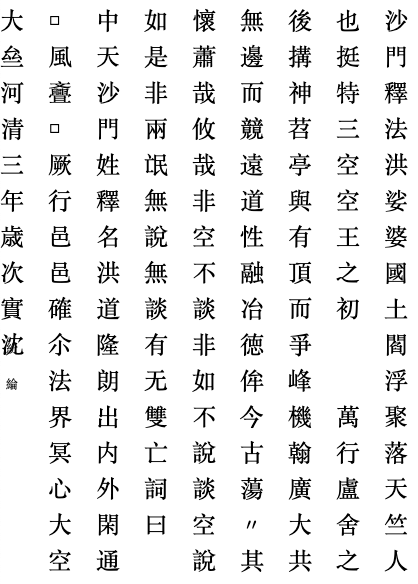 沙門釋法洪娑婆國土閻浮聚落天竺人
也挺特三空空王之初　萬行盧舍之
後搆神苕亭與有頂而爭峰機翰廣大共
無邊而競遠道性融冶徳侔今古蕩〃其
懷蕭哉攸哉非空不談非如不說談空說
如是非兩氓無說無談有无雙亡詞曰
中天沙門姓釋名洪道隆朗出内外閑通
□風亹□厥行邑邑確尒法界冥心大空
大亝河清三年歳次實沈綸